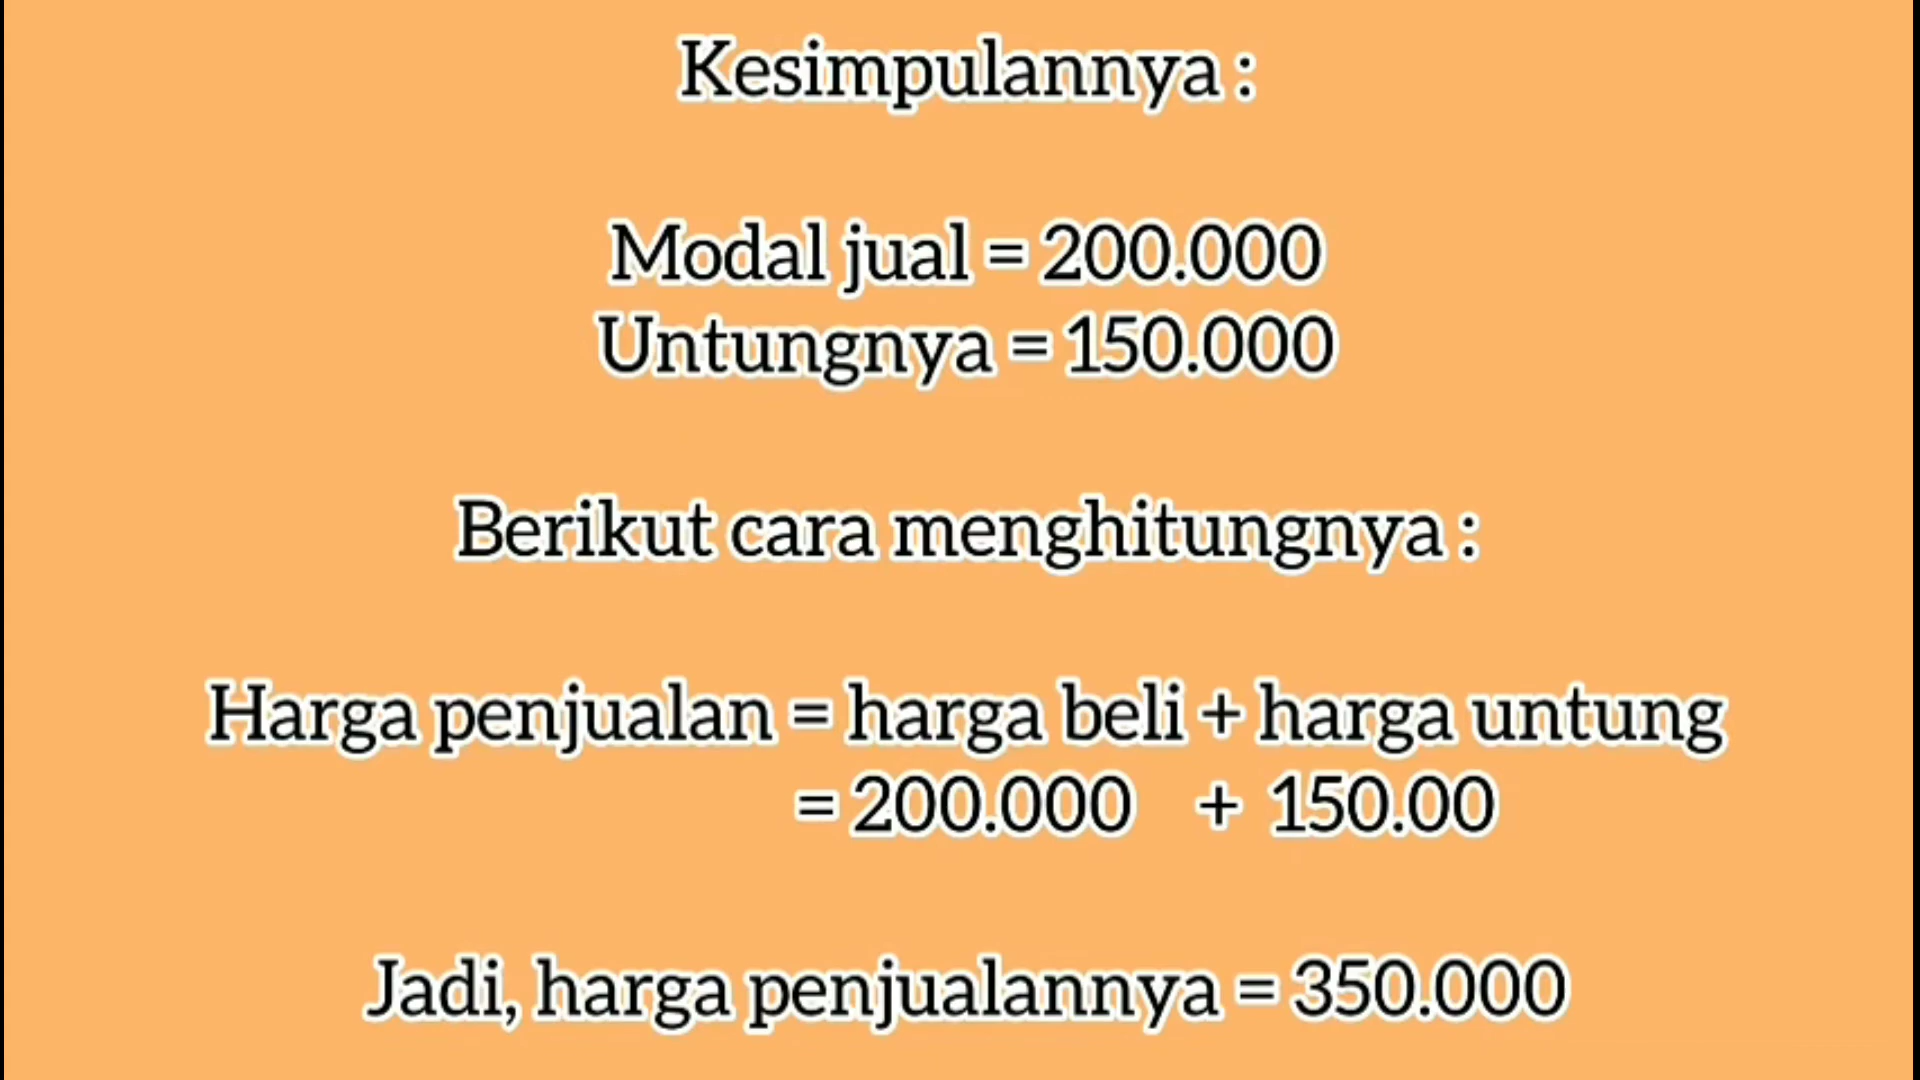 Kesimpulannya :
Modal jual = 200.000
Untungnya = 150.000
Berikut cara menghitungnya :
Harga penjualan = harga beli + harga untung
= 200.000 + 150.00
Jadi, harga penjualannya = 350.000